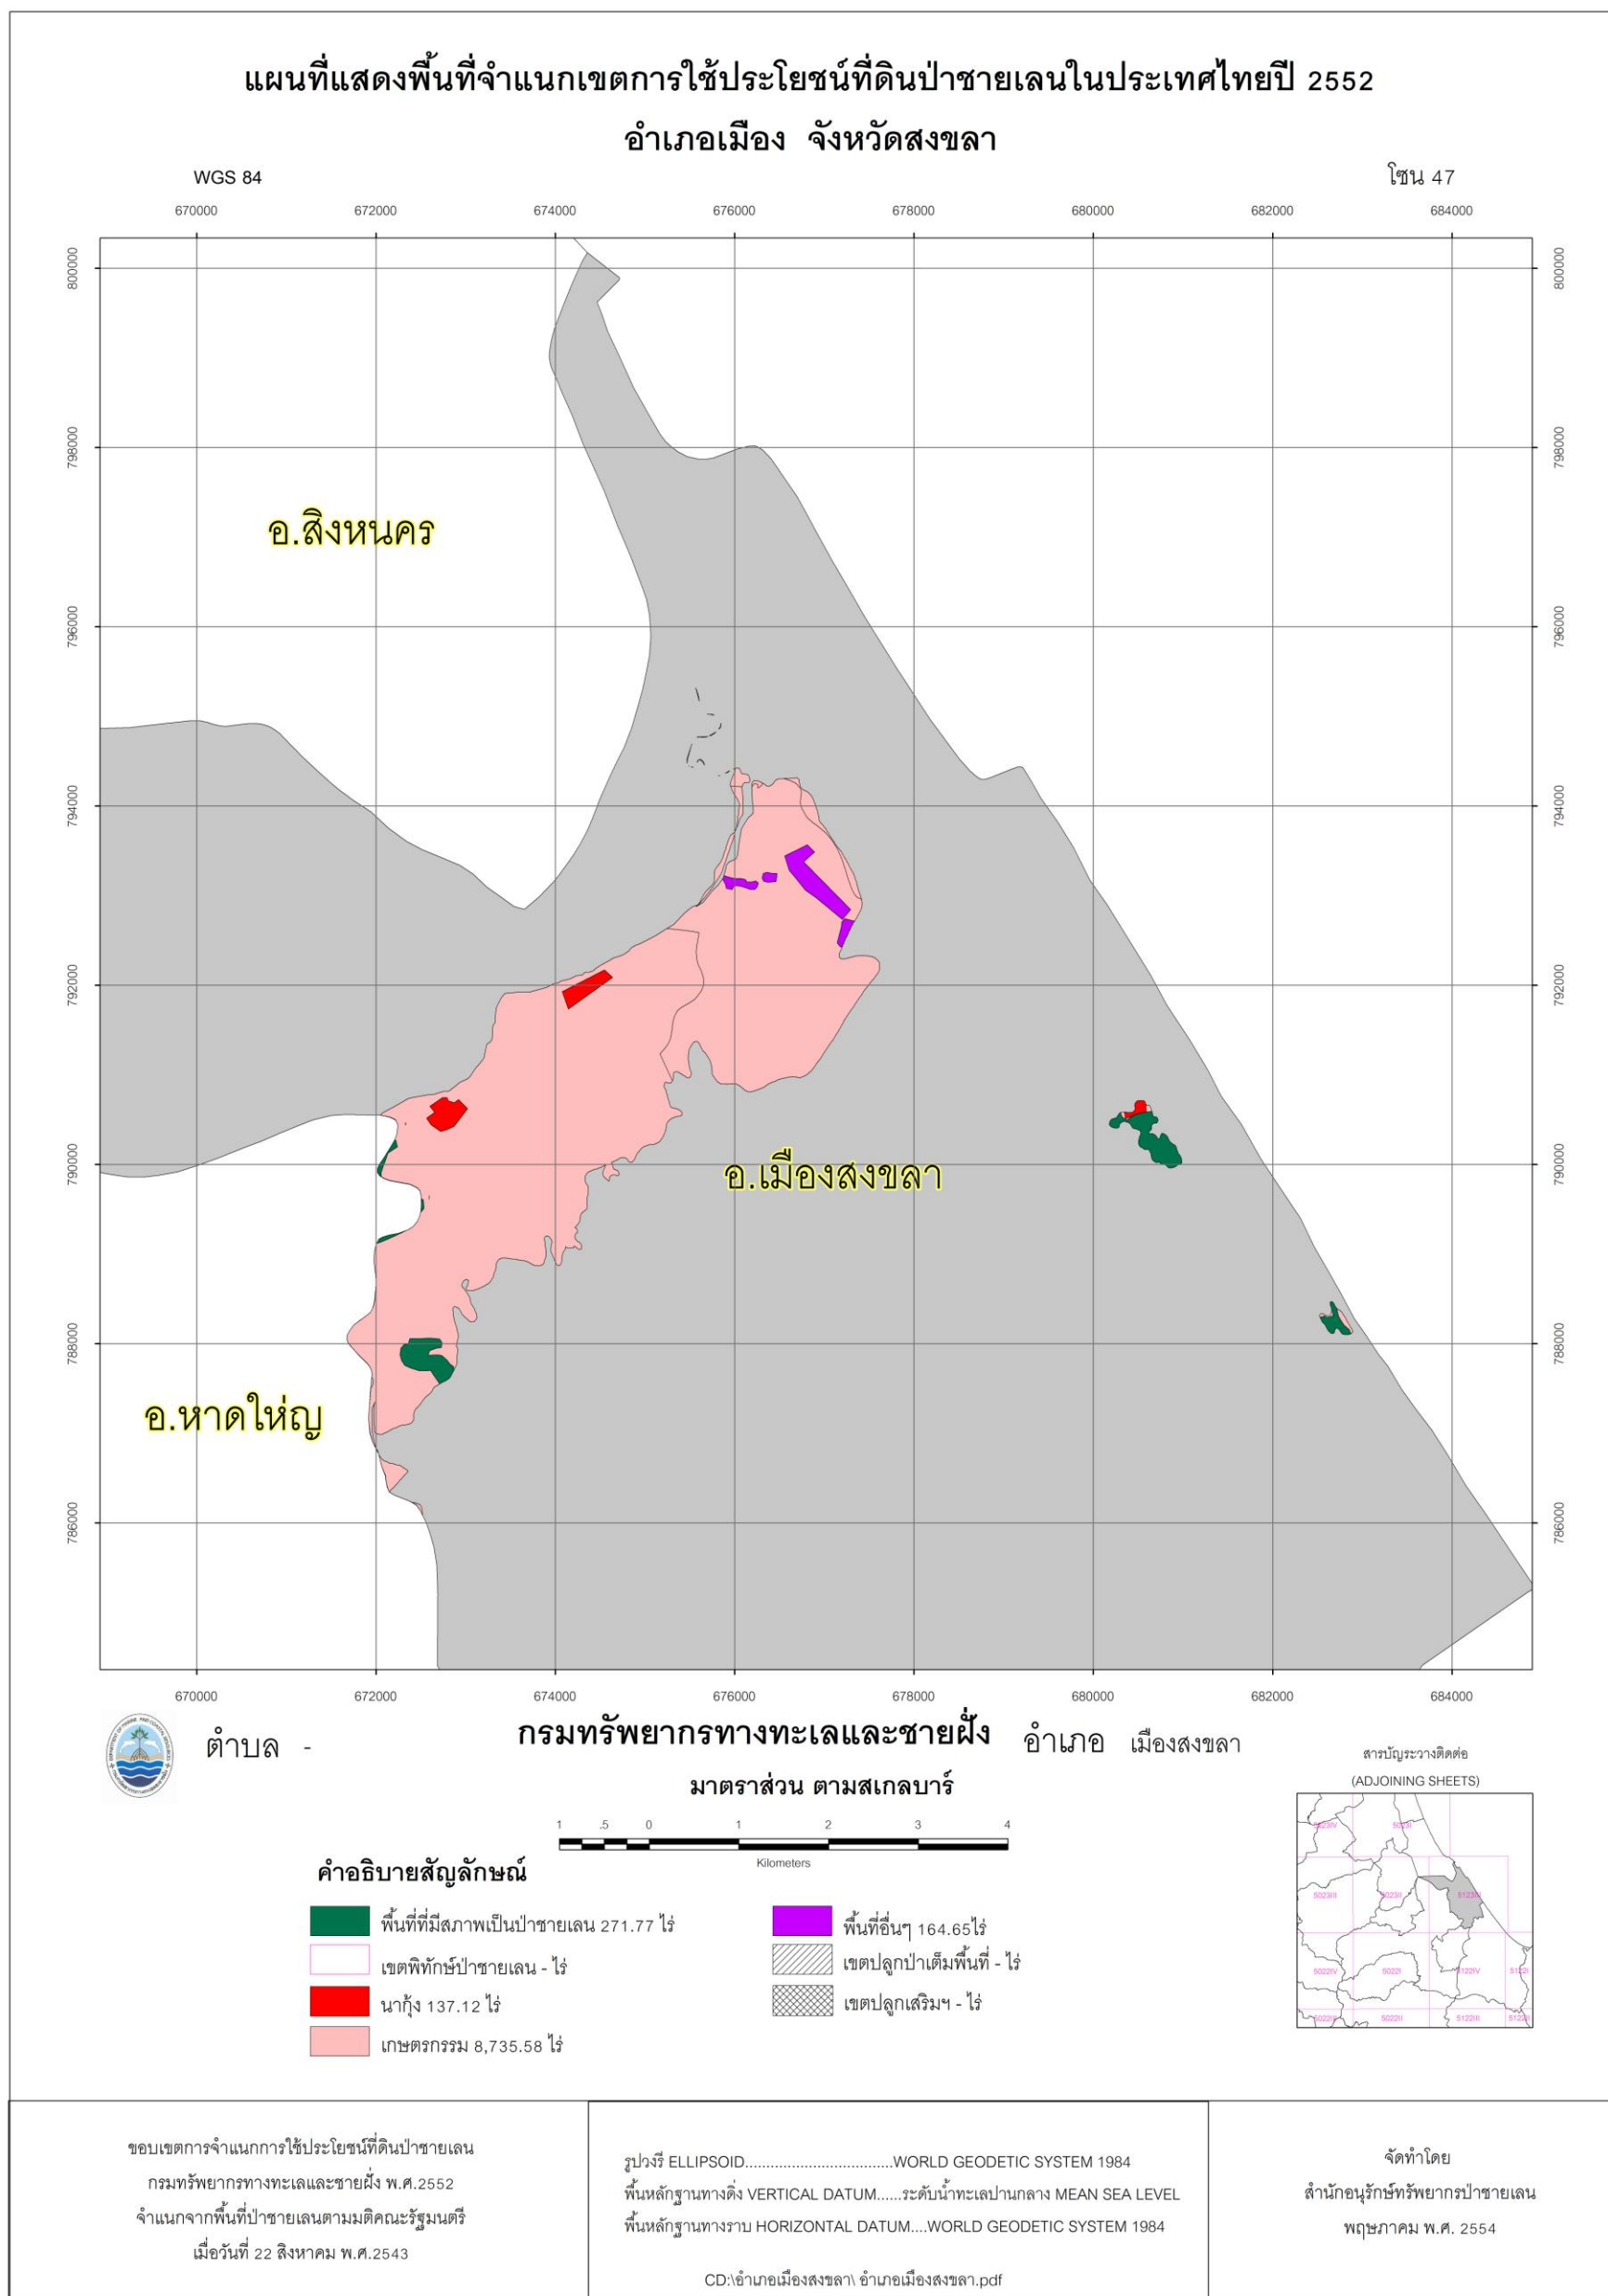 แผนที่แสดงพื้นที่จำแนกเขตการใช้ประโยชน์ที่ดินป่าชายเลนในประเทศไทยปี 2552
อำเภอเมือง จังหวัดสงขลา
WGS 84
โซน 47
670000 672000 674000 676000 678000 680000 682000 684000
800000 800000
798000 798000
อ.สิงหนคร
796000 796000
794000 794000
792000 792000
790000 790000
อ.เมืองสงขลา
788000 788000
อ.หาดใหญ่
786000 786000
670000 672000 674000 676000 678000 680000 682000 684000
ตำบล -
กรมทรัพยากรทางทะเลและชายฝั่ง
อำเภอ เมืองสงขลา
มาตราส่วน ตามสเกลบาร์
1 .5 0 1 2 3 4
Kilometers
สารบัญระวางติดต่อ
(ADJOINING SHEETS)
5023IV 5023I
5023III 5023II 5123III
5022IV 5022I 5122IV 5122I
5022III 5022II 5122III 5122II
คำอธิบายสัญลักษณ์
พื้นที่ที่มีสภาพเป็นป่าชายเลน 271.77 ไร่
เขตพิทักษ์ป่าชายเลน - ไร่
นากุ้ง 137.12 ไร่
เกษตรกรรม 8,735.58 ไร่
พื้นที่อื่นๆ 164.65ไร่
เขตปลูกป่าเต็มพื้นที่ - ไร่
เขตปลูกเสริมฯ - ไร่
ขอบเขตการจำแนกการใช้ประโยชน์ที่ดินป่าชายเลน
กรมทรัพยากรทางทะเลและชายฝั่ง พ.ศ.2552
จำแนกจากพื้นที่ป่าชายเลนตามมติคณะรัฐมนตรี
เมื่อวันที่ 22 สิงหาคม พ.ศ.2543
รูปวงรี ELLIPSOID...................................WORLD GEODETIC SYSTEM 1984
พื้นหลักฐานทางดิ่ง VERTICAL DATUM......ระดับน้ำทะเลปานกลาง MEAN SEA LEVEL
พื้นหลักฐานทางราบ HORIZONTAL DATUM....WORLD GEODETIC SYSTEM 1984
CD:\อำเภอเมืองสงขลา\ อำเภอเมืองสงขลา.pdf
จัดทำโดย
สำนักอนุรักษ์ทรัพยากรป่าชายเลน
พฤษภาคม พ.ศ. 2554